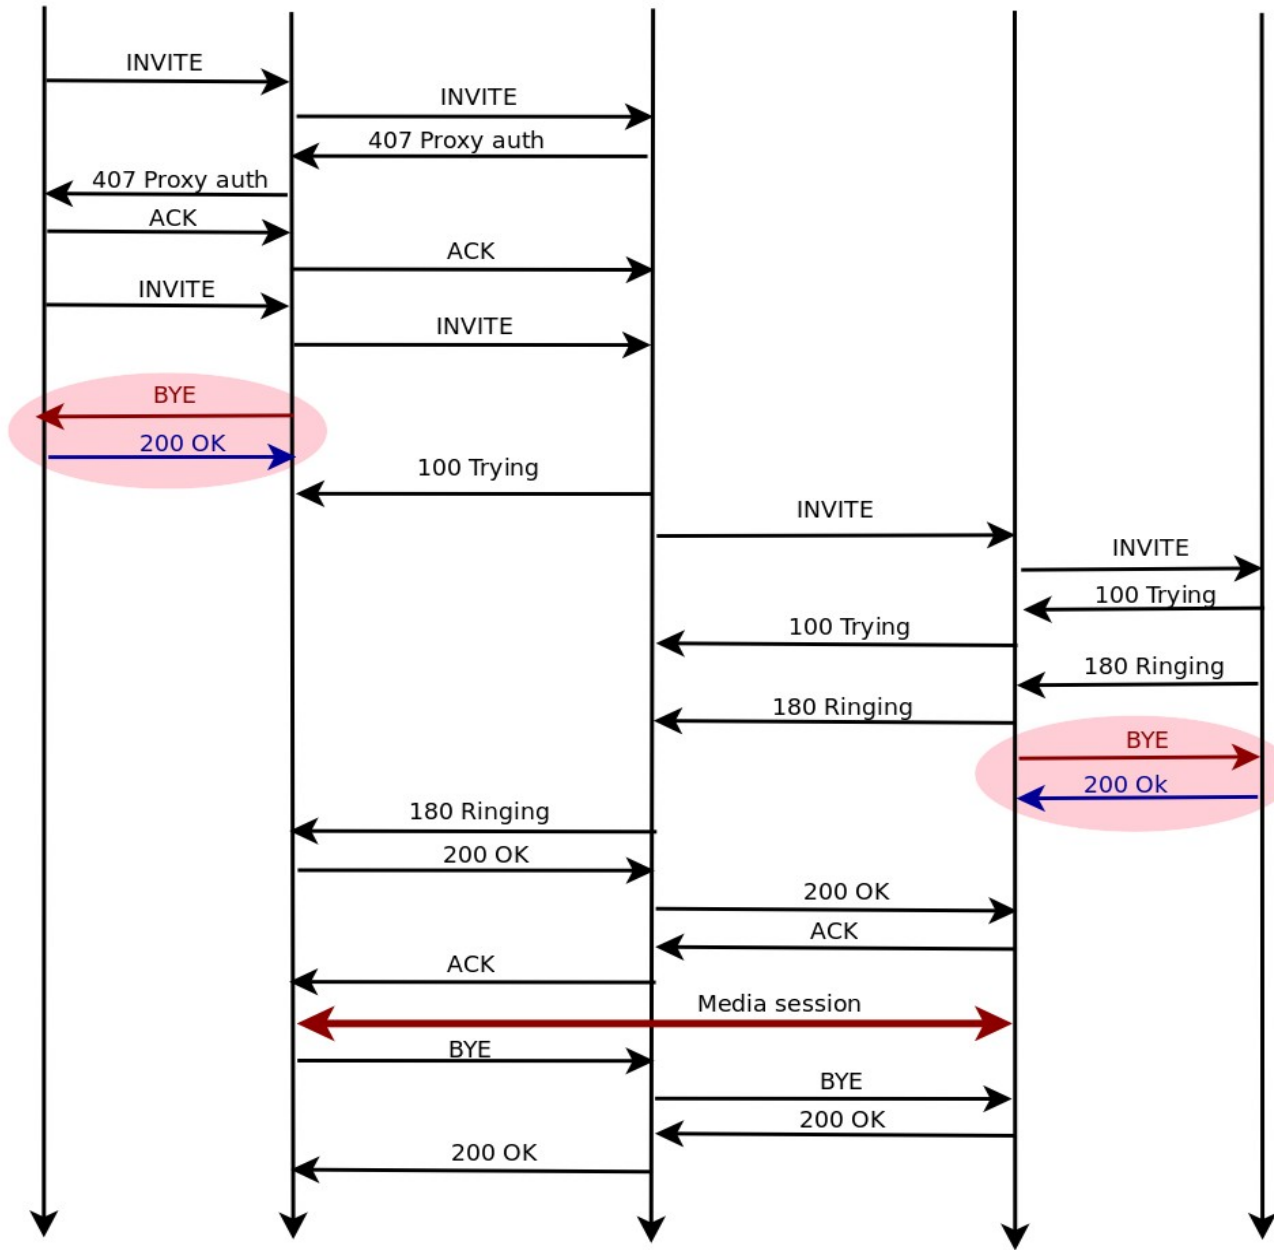 INVITE
INVITE
407 Proxy auth
407 Proxy auth
ACK
ACK
INVITE
INVITE
BYE
200 OK
100 Trying
INVITE
INVITE
100 Trying
100 Trying
180 Ringing
180 Ringing
BYE
200 Ok
180 Ringing
200 OK
200 OK
ACK
ACK
Media session
BYE
BYE
200 OK
200 OK